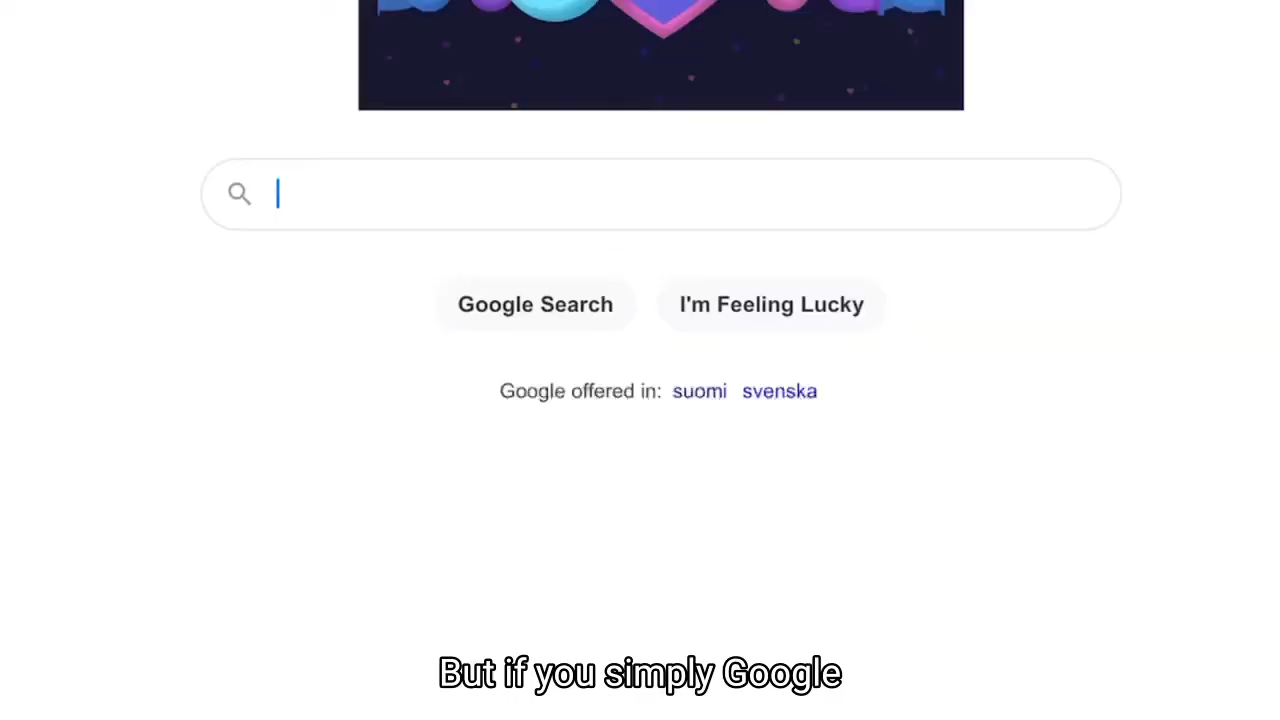 Google Search I'm Feeling Lucky
Google offered in: suomi svenska
But if you simply Google